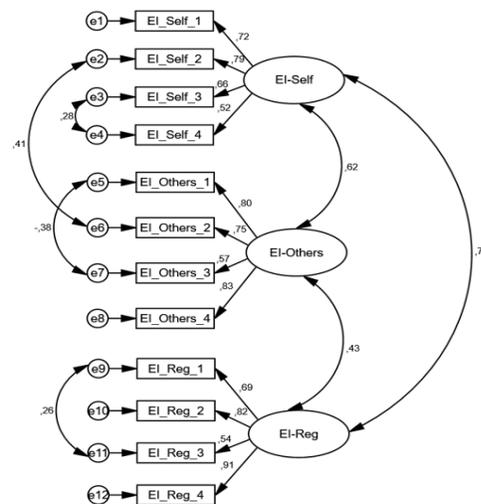 e1
EI_Self_1
,72
e2
EI_Self_2
,79
EI-Self
e3
EI_Self_3
,66
,28
e4
EI_Self_4
,52
,41
,62
e5
EI_Others_1
,80
-,38
e6
EI_Others_2
,75
EI-Others
e7
EI_Others_3
,57
,83
e8
EI_Others_4
,43
e9
EI_Reg_1
,69
,26
e10
EI_Reg_2
,82
EI-Reg
e11
EI_Reg_3
,54
,91
e12
EI_Reg_4